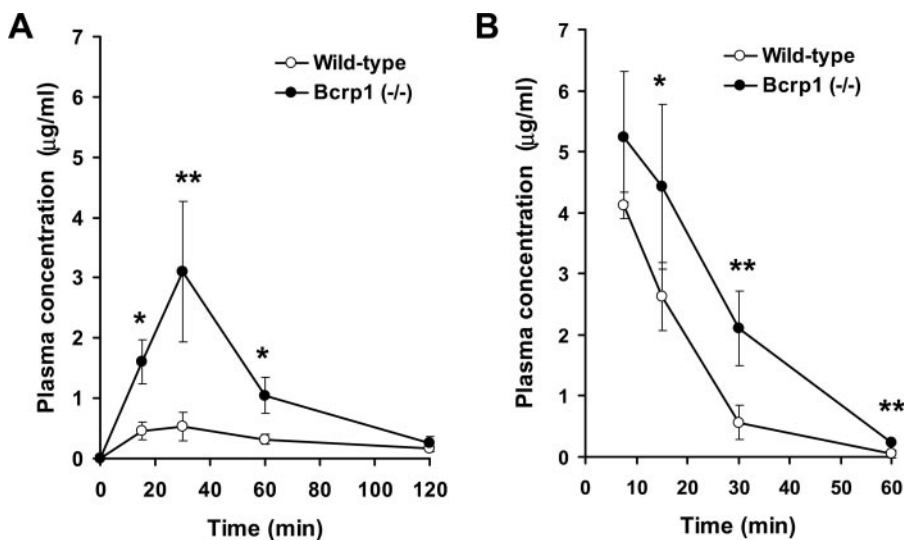 A
Plasma concentration (μg/ml)
7
6
5
4
3
2
1
0
Wild-type
Bcrp1 (-/-)
*
**
*
0 20 40 60 80 100 120
Time (min)
B
Plasma concentration (μg/ml)
7
6
5
4
3
2
1
0
Wild-type
Bcrp1 (-/-)
*
**
**
0 10 20 30 40 50 60
Time (min)